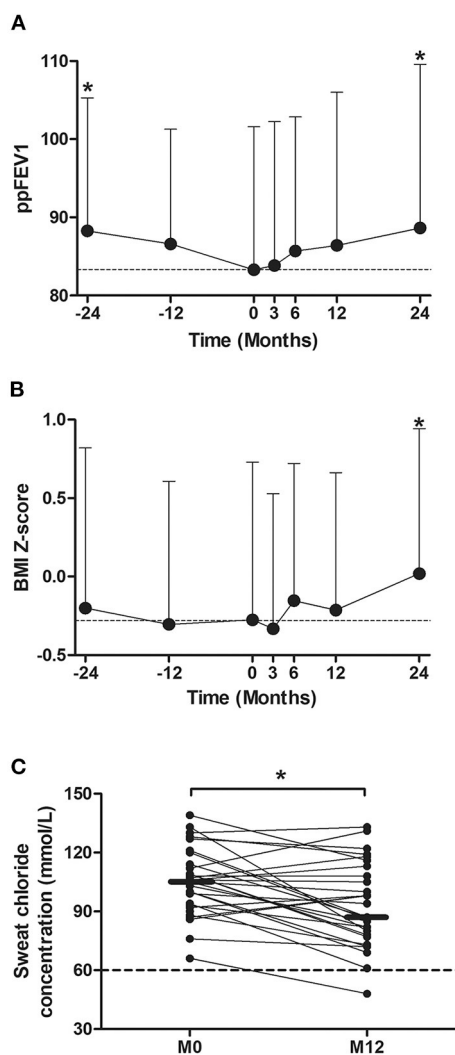 A
*
*
110
100
90
80
ppFEV1
-24 -12 0 3 6 12 24
Time (Months)
B
*
1.0
0.5
0.0
-0.5
BMI Z-score
-24 -12 0 3 6 12 24
Time (Months)
C
*
150
120
90
60
30
Sweat chloride
concentration (mmol/L)
M0 M12